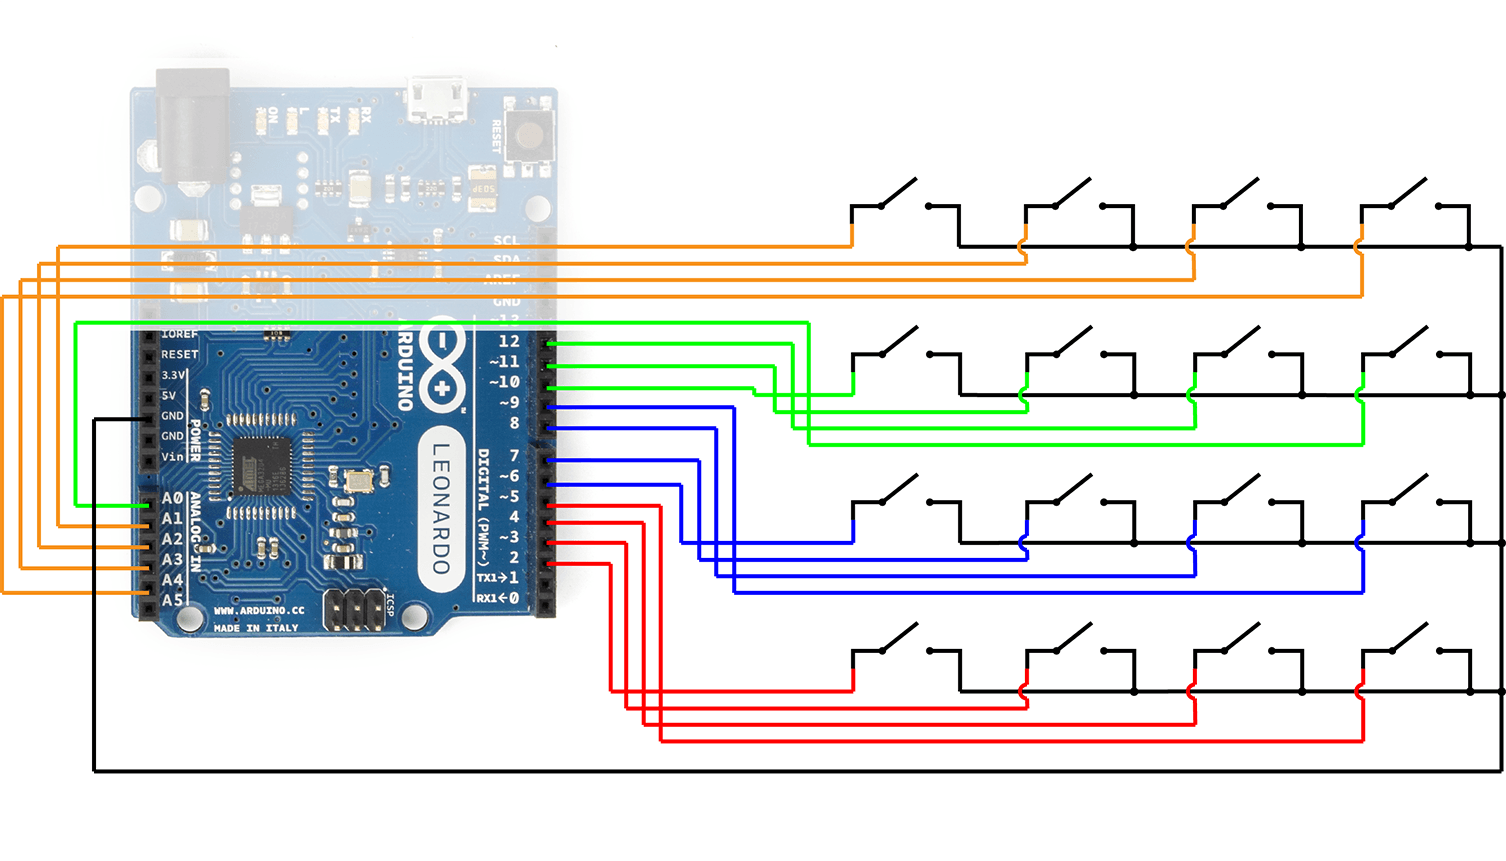 ON
L
TX
RX
RESET
SCL
SDA
AREF
GND
~13
12
~11
~10
~9
8
7
~6
~5
4
~3
2
TX1→1
RX1←0
DIGITAL (PWM~)
IOREF
RESET
3.3V
5V
GND
GND
Vin
POWER
A0
A1
A2
A3
A4
A5
ANALOG IN
ARDUINO
LEONARDO
ICSP
WWW.ARDUINO.CC
MADE IN ITALY